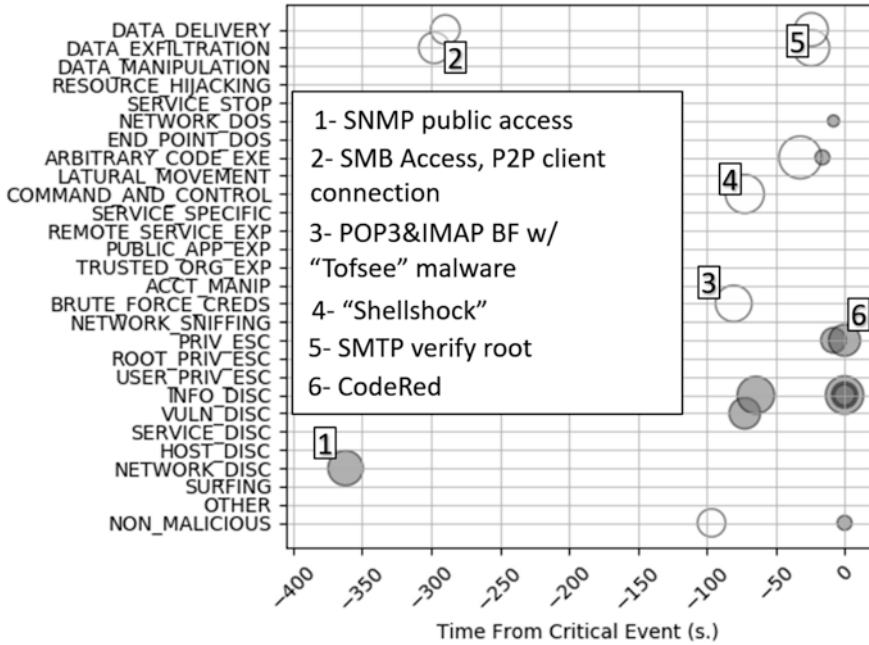 DATA_DELIVERY
DATA_EXFILTRATION
DATA_MANIPULATION
RESOURCE_HIJACKING
SERVICE_STOP
NETWORK_DOS
END_POINT_DOS
ARBITRARY_CODE_EXE
LATURAL_MOVEMENT
COMMAND_AND_CONTROL
SERVICE_SPECIFIC
REMOTE_SERVICE_EXP
PUBLIC_APP_EXP
TRUSTED_ORG_EXP
ACCT_MANIP
BRUTE_FORCE_CREDS
NETWORK_SNIFFING
PRIV_ESC
ROOT_PRIV_ESC
USER_PRIV_ESC
INFO_DISC
VULN_DISC
SERVICE_DISC
HOST_DISC
NETWORK_DISC
SURFING
OTHER
NON_MALICIOUS
2
5
1- SNMP public access
2- SMB Access, P2P client
connection
3- POP3&IMAP BF w/
“Tofsee” malware
4- “Shellshock”
5- SMTP verify root
6- CodeRed
4
3
6
1
−400
−350
−300
−250
−200
−150
−100
−50
0
Time From Critical Event (s.)